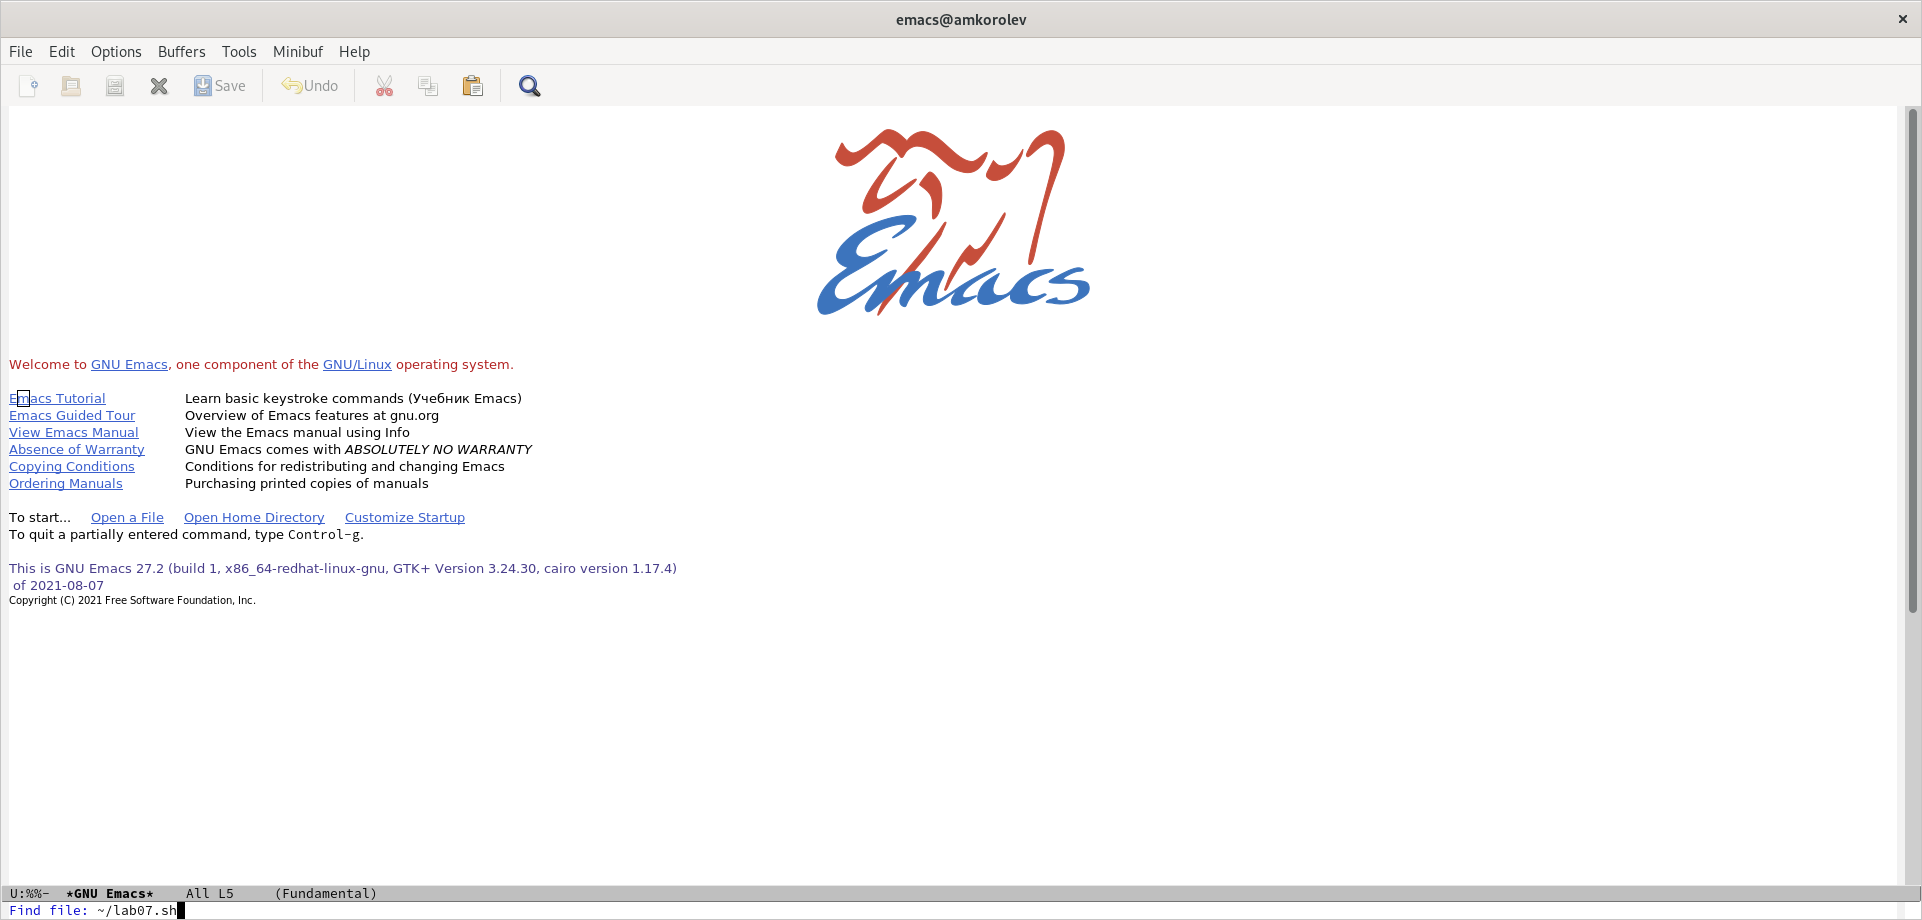 emacs@amkorolev ×
File Edit Options Buffers Tools Minibuf Help
Save Undo
Emacs
Welcome to GNU Emacs, one component of the GNU/Linux operating system.
Emacs Tutorial Learn basic keystroke commands (Учебник Emacs)
Emacs Guided Tour Overview of Emacs features at gnu.org
View Emacs Manual View the Emacs manual using Info
Absence of Warranty GNU Emacs comes with ABSOLUTELY NO WARRANTY
Copying Conditions Conditions for redistributing and changing Emacs
Ordering Manuals Purchasing printed copies of manuals
To start... Open a File Open Home Directory Customize Startup
To quit a partially entered command, type Control-g.
This is GNU Emacs 27.2 (build 1, x86_64-redhat-linux-gnu, GTK+ Version 3.24.30, cairo version 1.17.4)
of 2021-08-07
Copyright (C) 2021 Free Software Foundation, Inc.
U:%%- *GNU Emacs* All L5 (Fundamental)
Find file: ~/lab07.sh